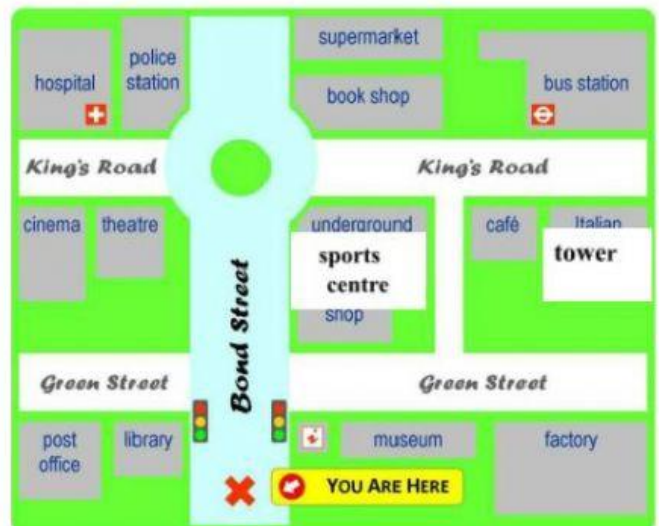 supermarket
police
station
hospital
book shop
bus station
King's Road
King's Road
cinema
theatre
underground
café
Italian
sports
centre
tower
shop
Bond Street
Green Street
Green Street
post
office
library
museum
factory
YOU ARE HERE